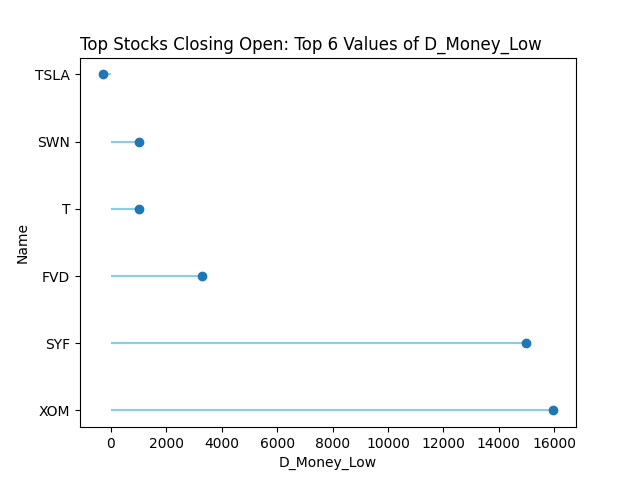 Top Stocks Closing Open: Top 6 Values of D_Money_Low
TSLA
SWN
T
FVD
SYF
XOM
Name
0 2000 4000 6000 8000 10000 12000 14000 16000
D_Money_Low